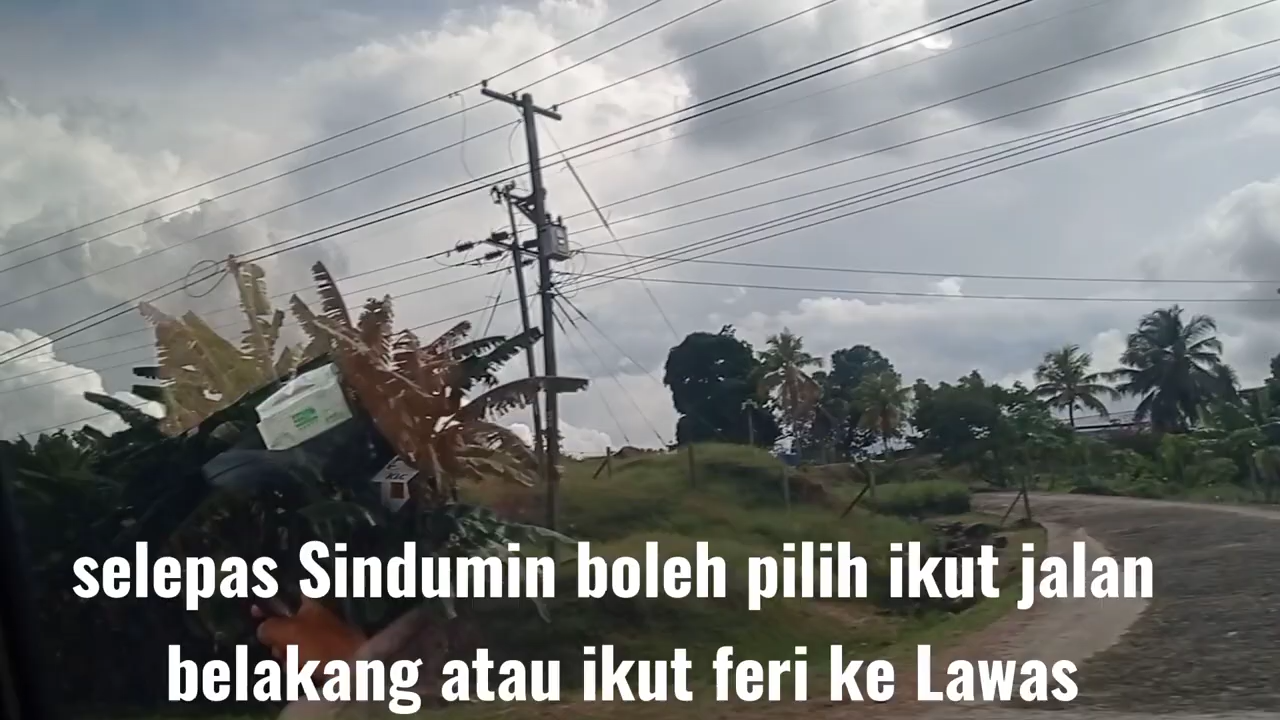 selepas Sindumin boleh pilih ikut jalan
belakang atau ikut feri ke Lawas